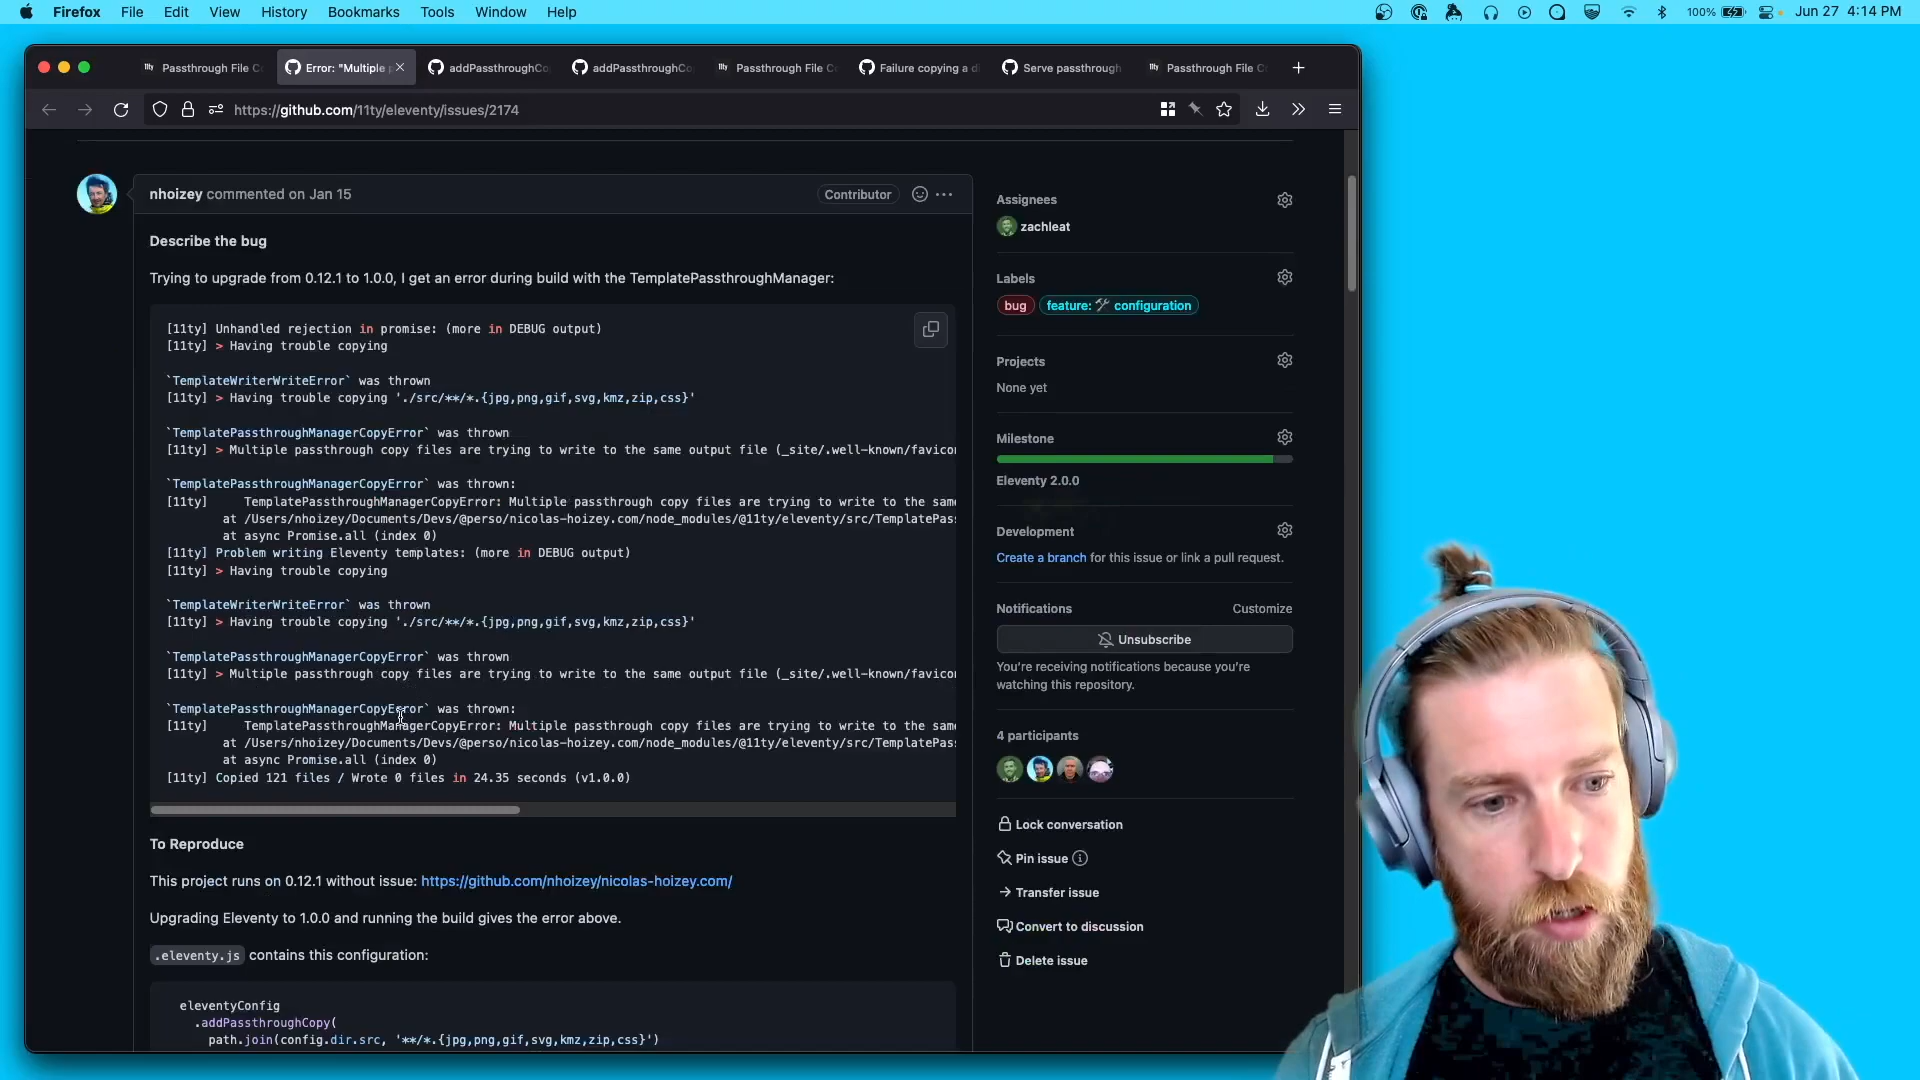 Firefox File Edit View History Bookmarks Tools Window Help
100% Jun 27 4:14 PM
Passthrough File C Error: "Multiple addPassthroughCo addPassthroughCo Passthrough File C Failure copying a d Serve passthrough Passthrough File C
https://github.com/11ty/eleventy/issues/2174
nhoizey commented on Jan 15
Contributor
Describe the bug
Trying to upgrade from 0.12.1 to 1.0.0, I get an error during build with the TemplatePassthroughManager:
[11ty] Unhandled rejection in promise: (more in DEBUG output)
[11ty] > Having trouble copying
`TemplateWriterWriteError` was thrown
[11ty] > Having trouble copying './src/**/*.{jpg,png,gif,svg,kmz,zip,css}'
`TemplatePassthroughManagerCopyError` was thrown
[11ty] > Multiple passthrough copy files are trying to write to the same output file (_site/.well-known/favicon
`TemplatePassthroughManagerCopyError` was thrown:
[11ty] TemplatePassthroughManagerCopyError: Multiple passthrough copy files are trying to write to the same
at /Users/nhoizey/Documents/Devs/@perso/nicolas-hoizey.com/node_modules/@11ty/eleventy/src/TemplatePas
at async Promise.all (index 0)
[11ty] Problem writing Eleventy templates: (more in DEBUG output)
[11ty] > Having trouble copying
`TemplateWriterWriteError` was thrown
[11ty] > Having trouble copying './src/**/*.{jpg,png,gif,svg,kmz,zip,css}'
`TemplatePassthroughManagerCopyError` was thrown
[11ty] > Multiple passthrough copy files are trying to write to the same output file (_site/.well-known/favicon
`TemplatePassthroughManagerCopyError` was thrown:
[11ty] TemplatePassthroughManagerCopyError: Multiple passthrough copy files are trying to write to the same
at /Users/nhoizey/Documents/Devs/@perso/nicolas-hoizey.com/node_modules/@11ty/eleventy/src/TemplatePas
at async Promise.all (index 0)
[11ty] Copied 121 files / Wrote 0 files in 24.35 seconds (v1.0.0)
To Reproduce
This project runs on 0.12.1 without issue: https://github.com/nhoizey/nicolas-hoizey.com/
Upgrading Eleventy to 1.0.0 and running the build gives the error above.
.eleventy.js contains this configuration:
eleventyConfig
.addPassthroughCopy(
path.join(config.dir.src, '**/*.{jpg,png,gif,svg,kmz,zip,css}')
Assignees
zachleat
Labels
bug feature: 🛠 configuration
Projects
None yet
Milestone
Eleventy 2.0.0
Development
Create a branch for this issue or link a pull request.
Notifications Customize
Unsubscribe
You're receiving notifications because you're
watching this repository.
4 participants
Lock conversation
Pin issue
Transfer issue
Convert to discussion
Delete issue